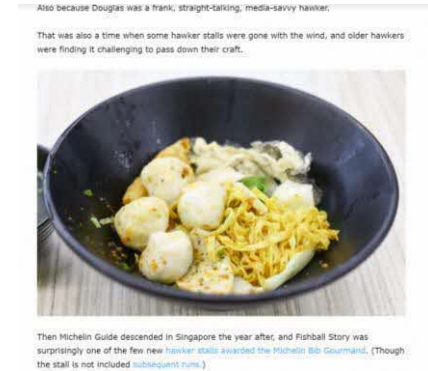 Also because Douglas was a frank, straight-talking, media-savvy hawker.
That was also a time when some hawker stalls were gone with the wind, and older hawkers
were finding it challenging to pass down their craft.
Then Michelin Guide descended in Singapore the year after, and Fishball Story was
surprisingly one of the few new hawker stalls awarded the Michelin Bib Gourmand. (Though
the stall is not included subsequent runs.)